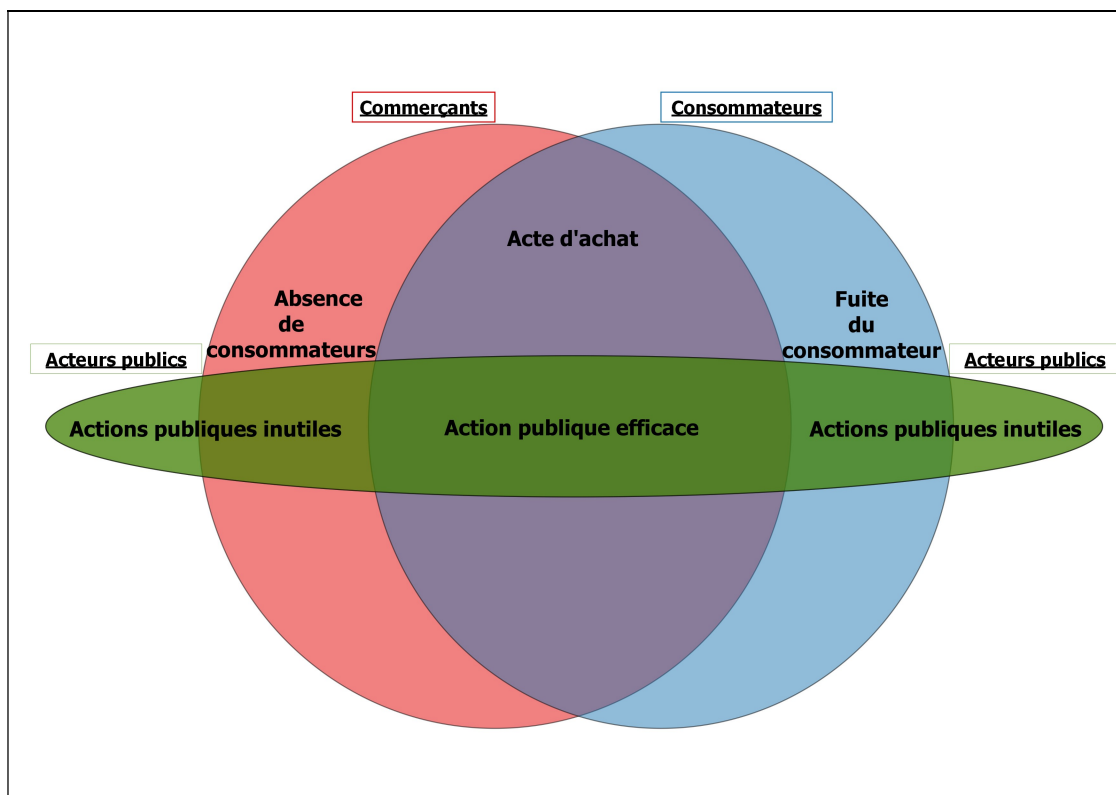 Commerçants
Consommateurs
Acte d'achat
Absence
de
consommateurs
Fuite
du
consommateur
Acteurs publics
Acteurs publics
Actions publiques inutiles
Action publique efficace
Actions publiques inutiles